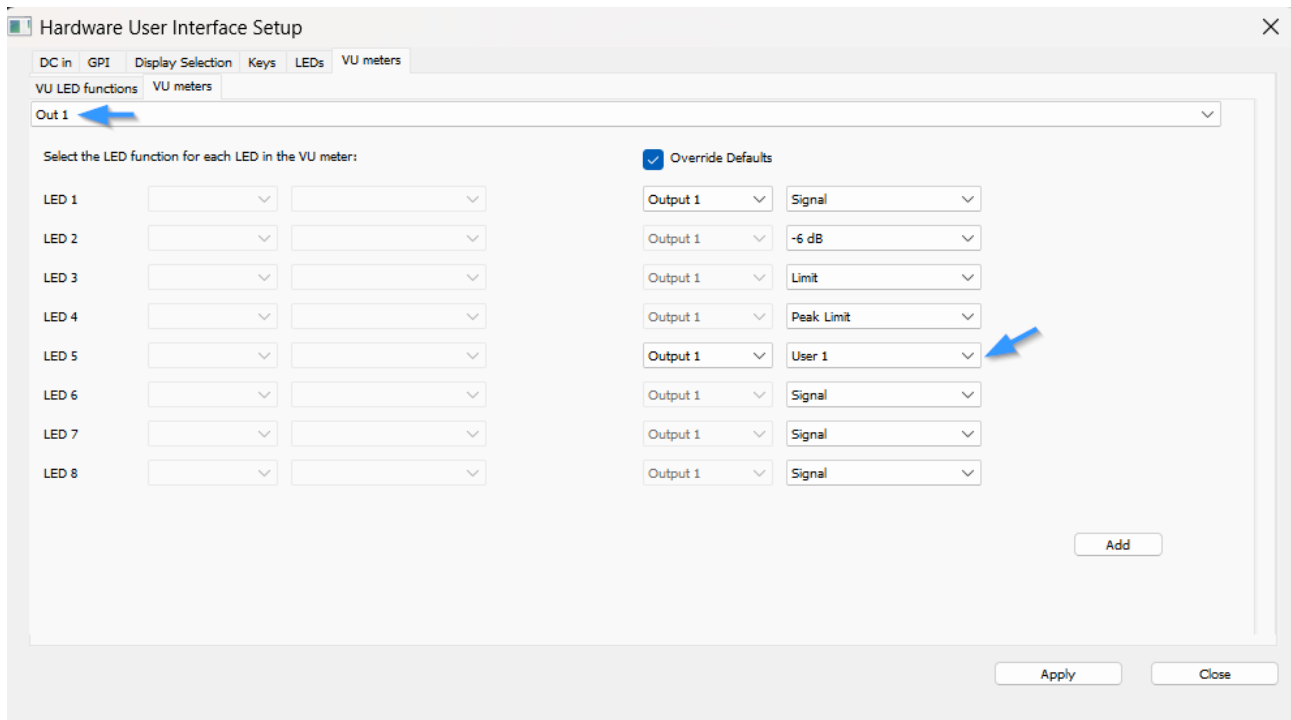 Hardware User Interface Setup
DC in GPI Display Selection Keys LEDs VU meters
VU LED functions VU meters
Out 1
Select the LED function for each LED in the VU meter: Override Defaults
LED 1 Output 1 Signal
LED 2 Output 1 -6 dB
LED 3 Output 1 Limit
LED 4 Output 1 Peak Limit
LED 5 Output 1 User 1
LED 6 Output 1 Signal
LED 7 Output 1 Signal
LED 8 Output 1 Signal
Add
Apply Close